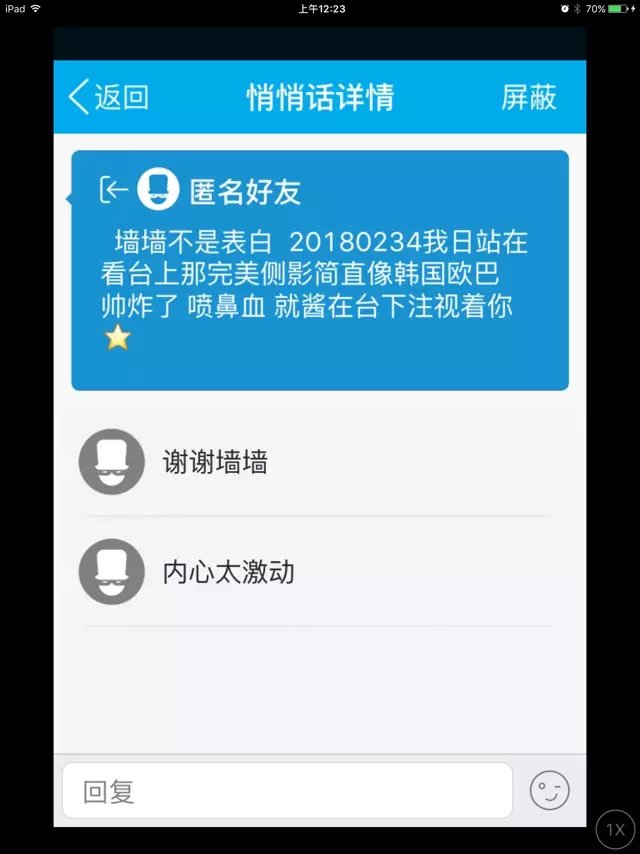 iPad 上午12:23 70%
返回 悄悄话详情 屏蔽
匿名好友
墙墙不是表白 20180234我日站在
看台上那完美侧影简直像韩国欧巴
帅炸了 喷鼻血 就酱在台下注视着你
谢谢墙墙
内心太激动
回复
1X